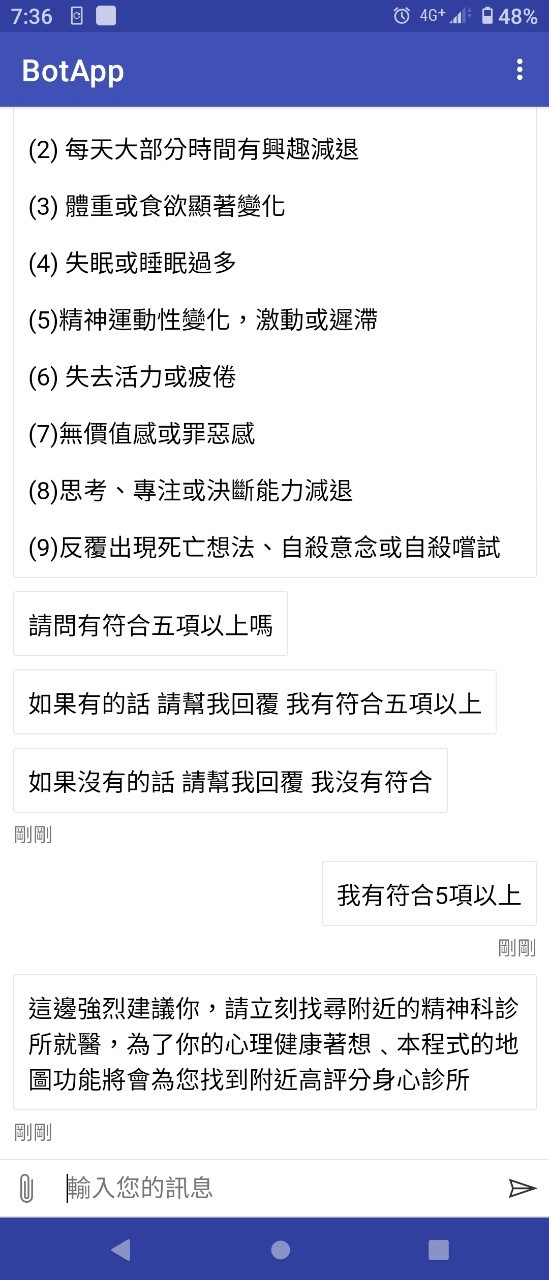 7:36
4G+
48%
BotApp
(2) 每天大部分時間有興趣減退
(3) 體重或食欲顯著變化
(4) 失眠或睡眠過多
(5)精神運動性變化，激動或遲滯
(6) 失去活力或疲倦
(7)無價值感或罪惡感
(8)思考、專注或決斷能力減退
(9)反覆出現死亡想法、自殺意念或自殺嚐試
請問有符合五項以上嗎
如果有的話 請幫我回覆 我有符合五項以上
如果沒有的話 請幫我回覆 我沒有符合
剛剛
我有符合5項以上
剛剛
這邊強烈建議你，請立刻找尋附近的精神科診
所就醫，為了你的心理健康著想﹑本程式的地
圖功能將會為您找到附近高評分身心診所
剛剛
輸入您的訊息